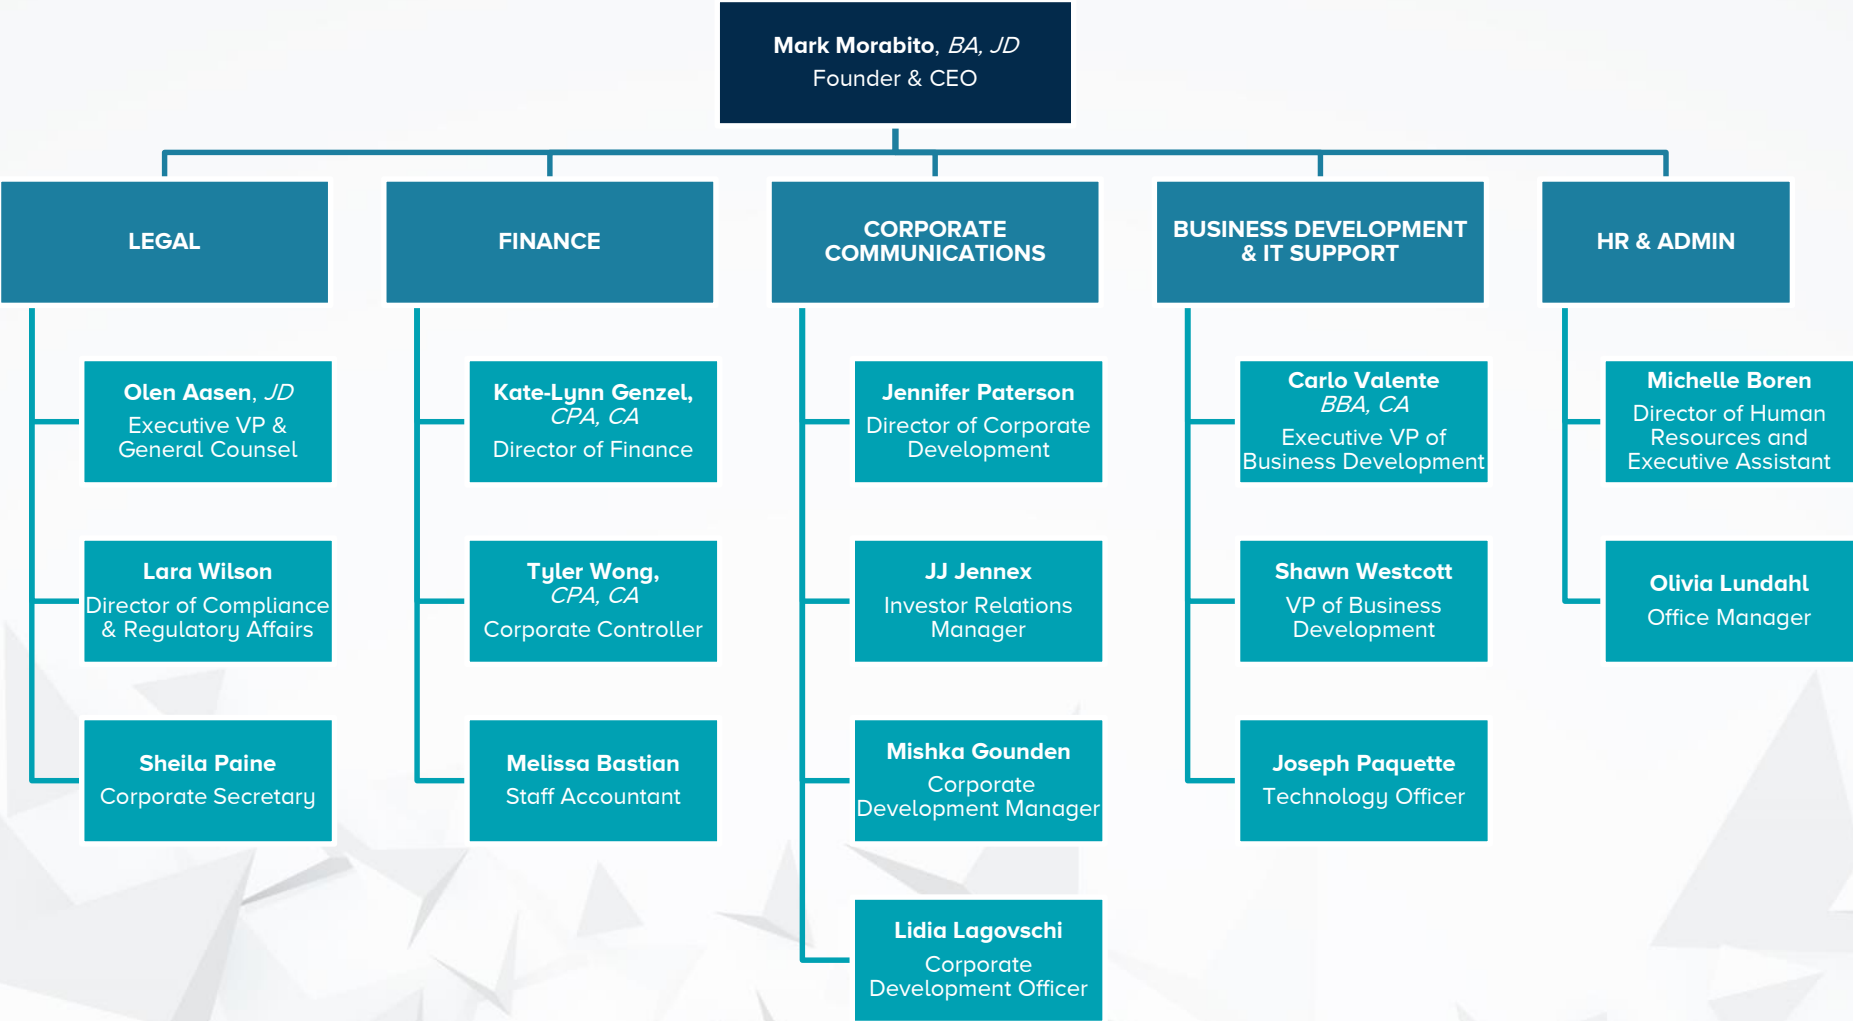 Mark Morabito, BA, JD
Founder & CEO
LEGAL
Olen Aasen, JD
Executive VP &
General Counsel
Lara Wilson
Director of Compliance
& Regulatory Affairs
Sheila Paine
Corporate Secretary
FINANCE
Kate-Lynn Genzel,
CPA, CA
Director of Finance
Tyler Wong,
CPA, CA
Corporate Controller
Melissa Bastian
Staff Accountant
CORPORATE
COMMUNICATIONS
Jennifer Paterson
Director of Corporate
Development
JJ Jennex
Investor Relations
Manager
Mishka Gounden
Corporate
Development Manager
Lidia Lagovschi
Corporate
Development Officer
BUSINESS DEVELOPMENT
& IT SUPPORT
Carlo Valente
BBA, CA
Executive VP of
Business Development
Shawn Westcott
VP of Business
Development
Joseph Paquette
Technology Officer
HR & ADMIN
Michelle Boren
Director of Human
Resources and
Executive Assistant
Olivia Lundahl
Office Manager